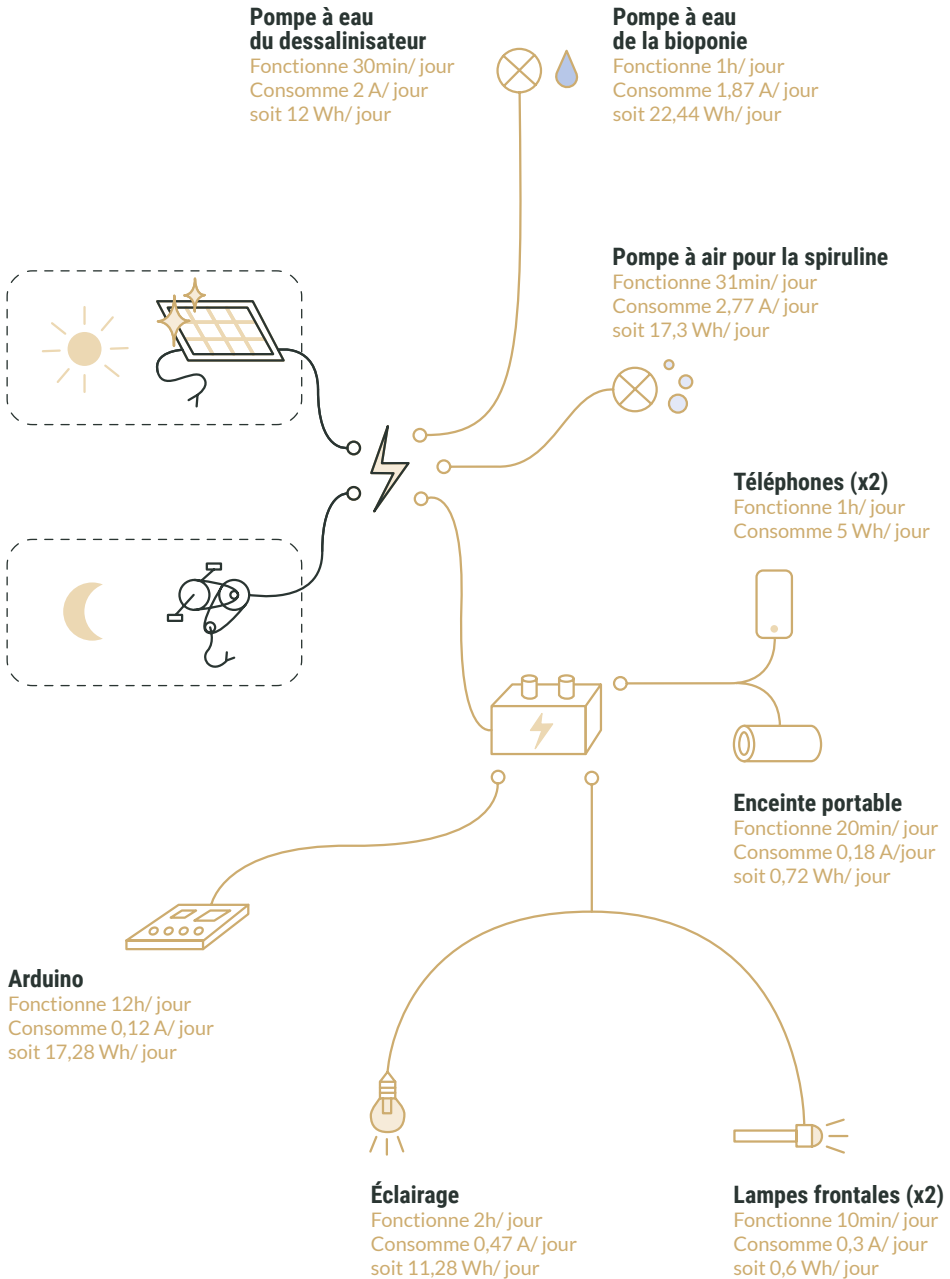 Pompe à eau
du dessalinisateur
Fonctionne 30min/ jour
Consomme 2 A/ jour
soit 12 Wh/ jour
Pompe à eau
de la bioponie
Fonctionne 1h/ jour
Consomme 1,87 A/ jour
soit 22,44 Wh/ jour
Pompe à air pour la spiruline
Fonctionne 31min/ jour
Consomme 2,77 A/ jour
soit 17,3 Wh/ jour
Téléphones (x2)
Fonctionne 1h/ jour
Consomme 5 Wh/ jour
Enceinte portable
Fonctionne 20min/ jour
Consomme 0,18 A/jour
soit 0,72 Wh/ jour
Arduino
Fonctionne 12h/ jour
Consomme 0,12 A/ jour
soit 17,28 Wh/ jour
Éclairage
Fonctionne 2h/ jour
Consomme 0,47 A/ jour
soit 11,28 Wh/ jour
Lampes frontales (x2)
Fonctionne 10min/ jour
Consomme 0,3 A/ jour
soit 0,6 Wh/ jour